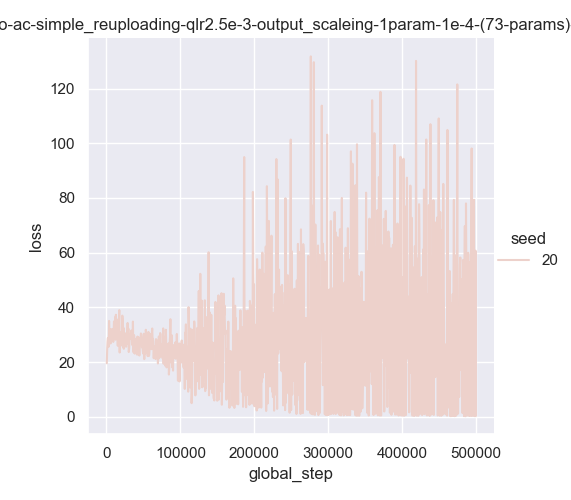 o-ac-simple_reuploading-qlr2.5e-3-output_scaleing-1param-1e-4-(73-params)
120
100
80
60
40
20
0
loss
0 100000 200000 300000 400000 500000
global_step
seed
20